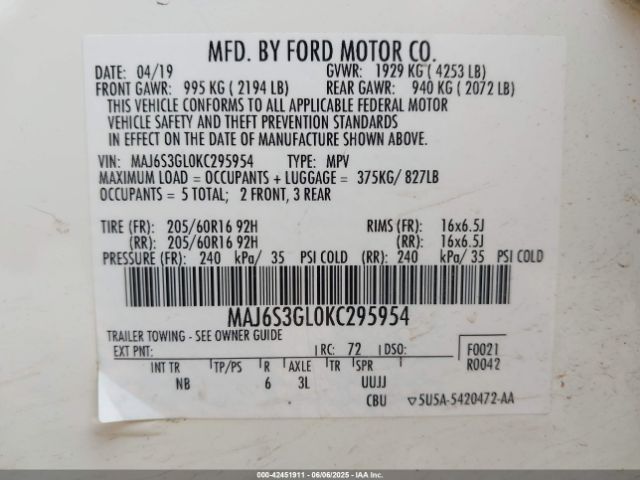 MFD. BY FORD MOTOR CO.
DATE: 04/19 GVWR: 1929 KG ( 4253 LB)
FRONT GAWR: 995 KG ( 2194 LB) REAR GAWR: 940 KG ( 2072 LB)
THIS VEHICLE CONFORMS TO ALL APPLICABLE FEDERAL MOTOR
VEHICLE SAFETY AND THEFT PREVENTION STANDARDS
IN EFFECT ON THE DATE OF MANUFACTURE SHOWN ABOVE.
VIN: MAJ6S3GL0KC295954 TYPE: MPV
MAXIMUM LOAD = OCCUPANTS + LUGGAGE = 375KG/ 827LB
OCCUPANTS = 5 TOTAL; 2 FRONT, 3 REAR
TIRE (FR): 205/60R16 92H RIMS (FR): 16x6.5J
(RR): 205/60R16 92H (RR): 16x6.5J
PRESSURE (FR): 240 kPa/ 35 PSI COLD (RR): 240 kPa/ 35 PSI COLD
MAJ6S3GL0KC295954
TRAILER TOWING - SEE OWNER GUIDE
EXT PNT: RC: 72 DSO: F0021
R0042
INT TR TP/PS R AXLE TR SPR
NB 6 3L UUJJ
CBU ▽5U5A-5420472-AA
000-42451911 - 06/06/2025 - IAA Inc.